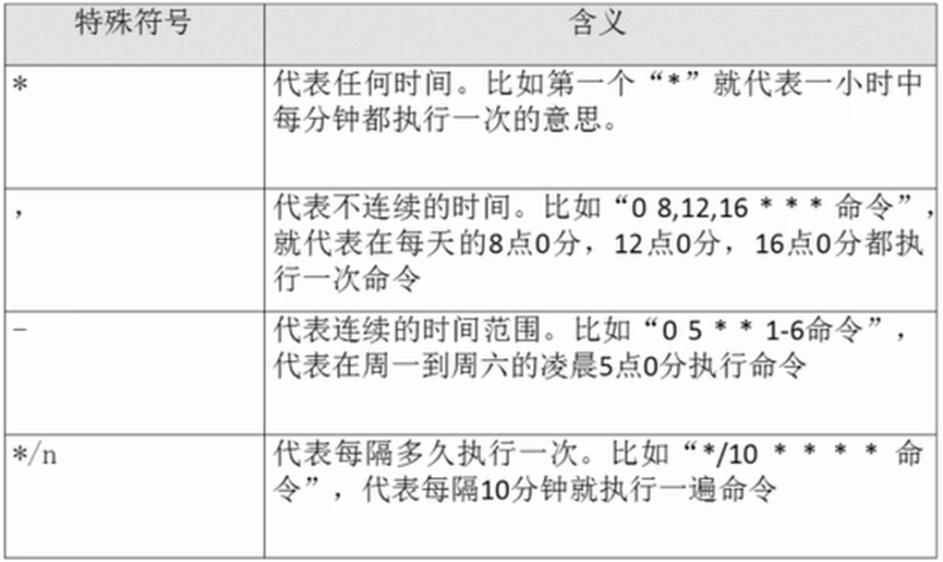 特殊符号 含义
* 代表任何时间。比如第一个“*”就代表一小时中
每分钟都执行一次的意思。
, 代表不连续的时间。比如“0 8,12,16 * * * 命令”,
就代表在每天的8点0分，12点0分，16点0分都执
行一次命令
- 代表连续的时间范围。比如“0 5 * * 1-6命令”，
代表在周一到周六的凌晨5点0分执行命令
*/n 代表每隔多久执行一次。比如“*/10 * * * * 命
令”，代表每隔10分钟就执行一遍命令